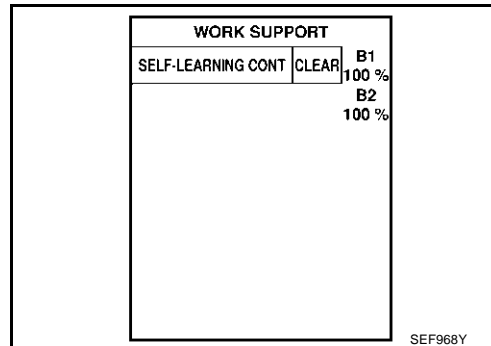 WORK SUPPORT
SELF-LEARNING CONT CLEAR B1
100 %
B2
100 %
SEF968Y